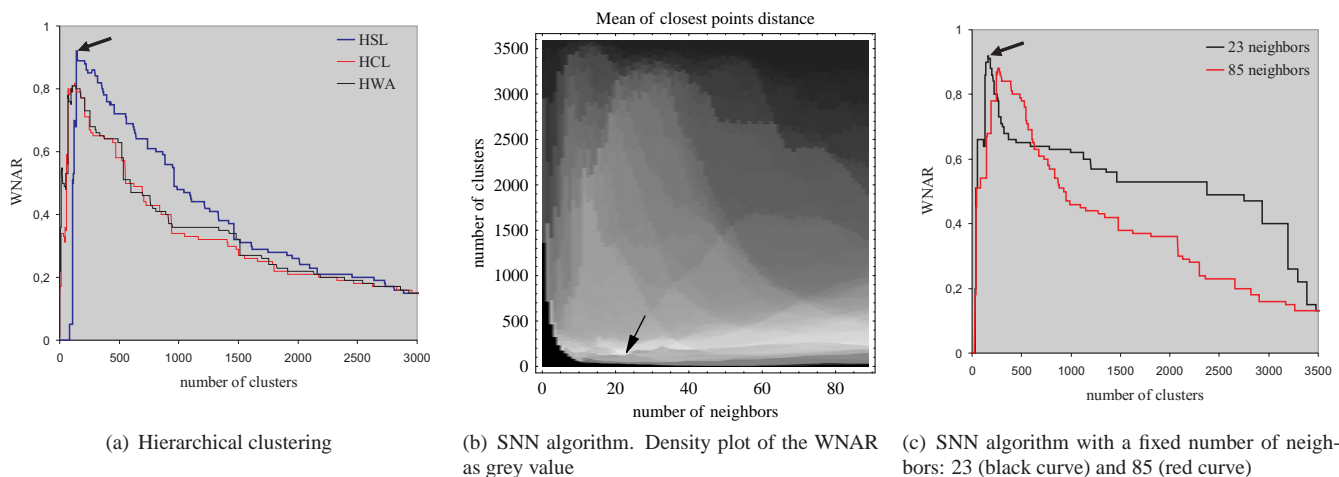 1
0,8
0,6
0,4
0,2
0
WNAR
0 500 1000 1500 2000 2500 3000
number of clusters
HSL
HCL
HWA
(a) Hierarchical clustering
Mean of closest points distance
3500
3000
2500
2000
1500
1000
500
0
number of clusters
0 20 40 60 80
number of neighbors
(b) SNN algorithm. Density plot of the WNAR
as grey value
1
0,8
0,6
0,4
0,2
0
WNAR
0 500 1000 1500 2000 2500 3000 3500
number of clusters
23 neighbors
85 neighbors
(c) SNN algorithm with a fixed number of neigh-
bors: 23 (black curve) and 85 (red curve)